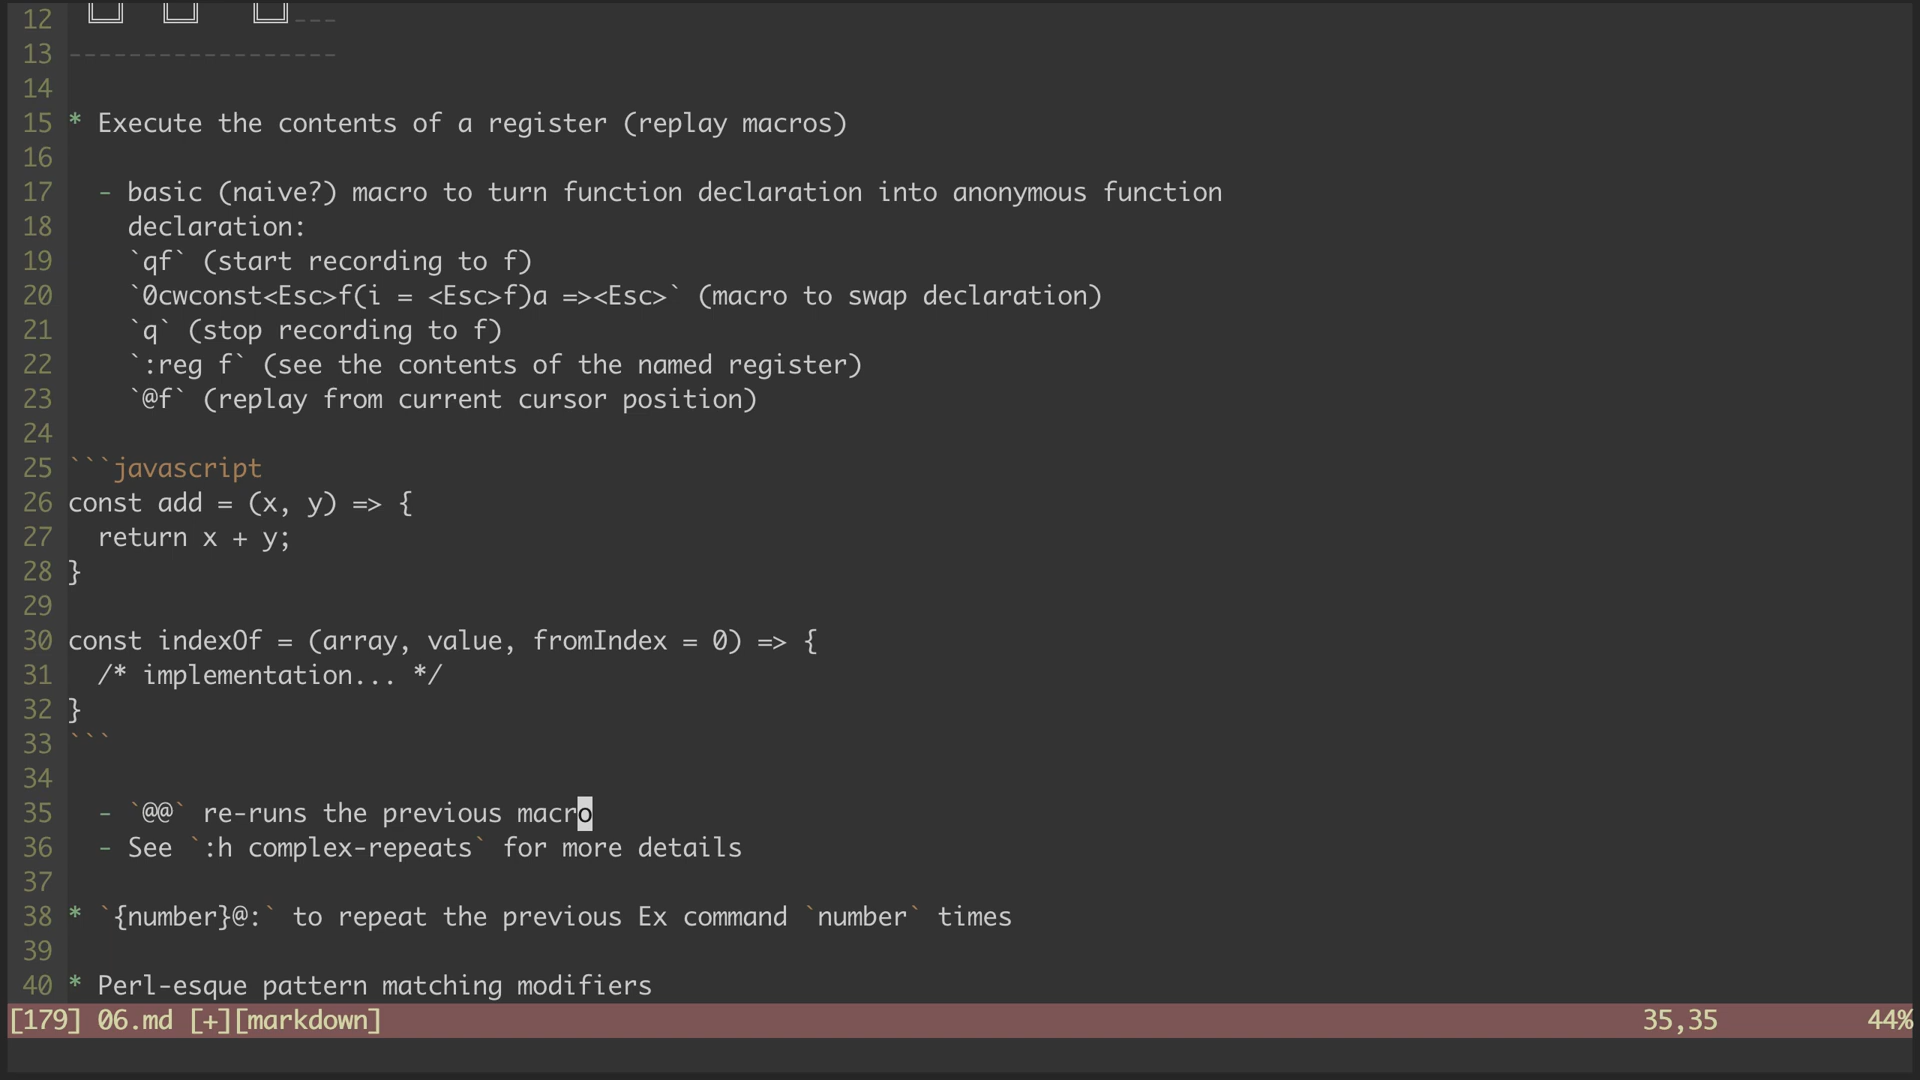 12 ╚═╝  ╚═╝   ╚═╝---
13 ------------------
14
15 * Execute the contents of a register (replay macros)
16
17   - basic (naive?) macro to turn function declaration into anonymous function
18     declaration:
19     `qf` (start recording to f)
20     `0cwconst<Esc>f(i = <Esc>f)a =><Esc>` (macro to swap declaration)
21     `q` (stop recording to f)
22     `:reg f` (see the contents of the named register)
23     `@f` (replay from current cursor position)
24
25 ```javascript
26 const add = (x, y) => {
27   return x + y;
28 }
29
30 const indexOf = (array, value, fromIndex = 0) => {
31   /* implementation... */
32 }
33 ```
34
35   - `@@` re-runs the previous macro
36   - See `:h complex-repeats` for more details
37
38 * `{number}@:` to repeat the previous Ex command `number` times
39
40 * Perl-esque pattern matching modifiers
[179] 06.md [+][markdown] 35,35 44%